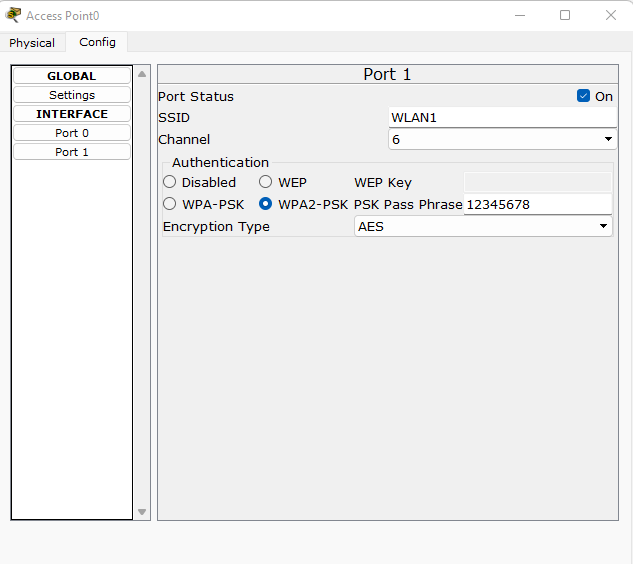 Access Point0
Physical Config
GLOBAL
Settings
INTERFACE
Port 0
Port 1
Port 1
Port Status On
SSID WLAN1
Channel 6
Authentication
Disabled WEP WEP Key
WPA-PSK WPA2-PSK PSK Pass Phrase 12345678
Encryption Type AES